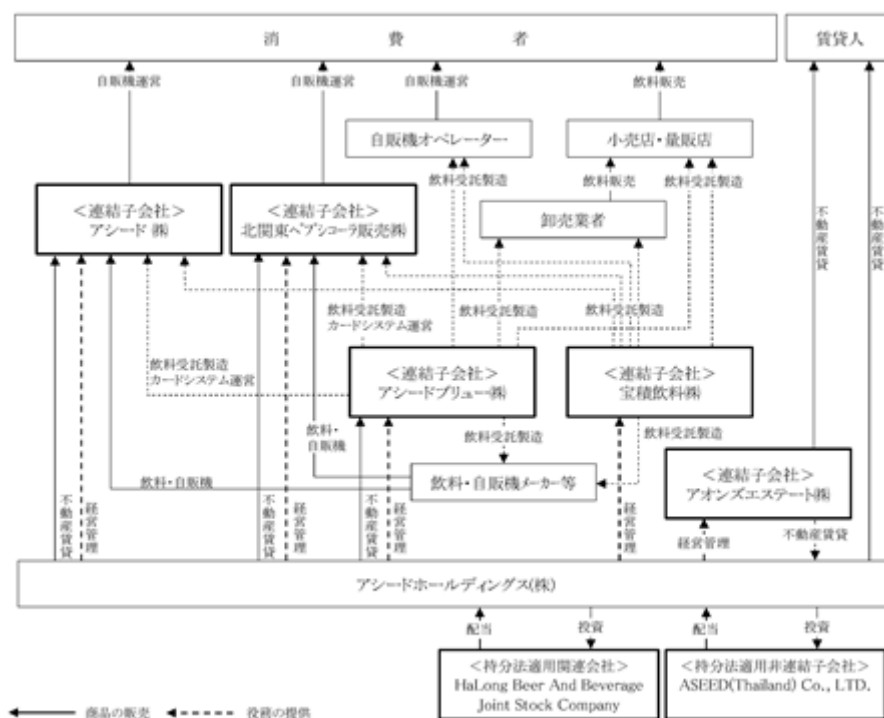 消費者
賃貸人
自販機運営
自販機運営
自販機運営
飲料販売
自販機オペレーター
小売店・量販店
飲料受託製造
飲料販売
飲料受託製造
<連結子会社>
アシード㈱
<連結子会社>
北関東ペプシコーラ販売㈱
卸売業者
不動産賃貸
不動産賃貸
飲料受託製造
カードシステム運営
飲料受託製造
飲料受託製造
飲料受託製造
カードシステム運営
<連結子会社>
アシードブリュー㈱
<連結子会社>
宝積飲料㈱
飲料・
自販機
飲料受託製造
飲料受託製造
飲料・自販機
飲料・自販機メーカー等
<連結子会社>
アオンズエステート㈱
不動産賃貸
経営管理
不動産賃貸
経営管理
不動産賃貸
経営管理
経営管理
経営管理
不動産賃貸
アシードホールディングス(株)
配当
投資
配当
投資
<持分法適用関連会社>
HaLong Beer And Beverage
Joint Stock Company
<持分法適用非連結子会社>
ASEED(Thailand) Co., LTD.
商品の販売
役務の提供